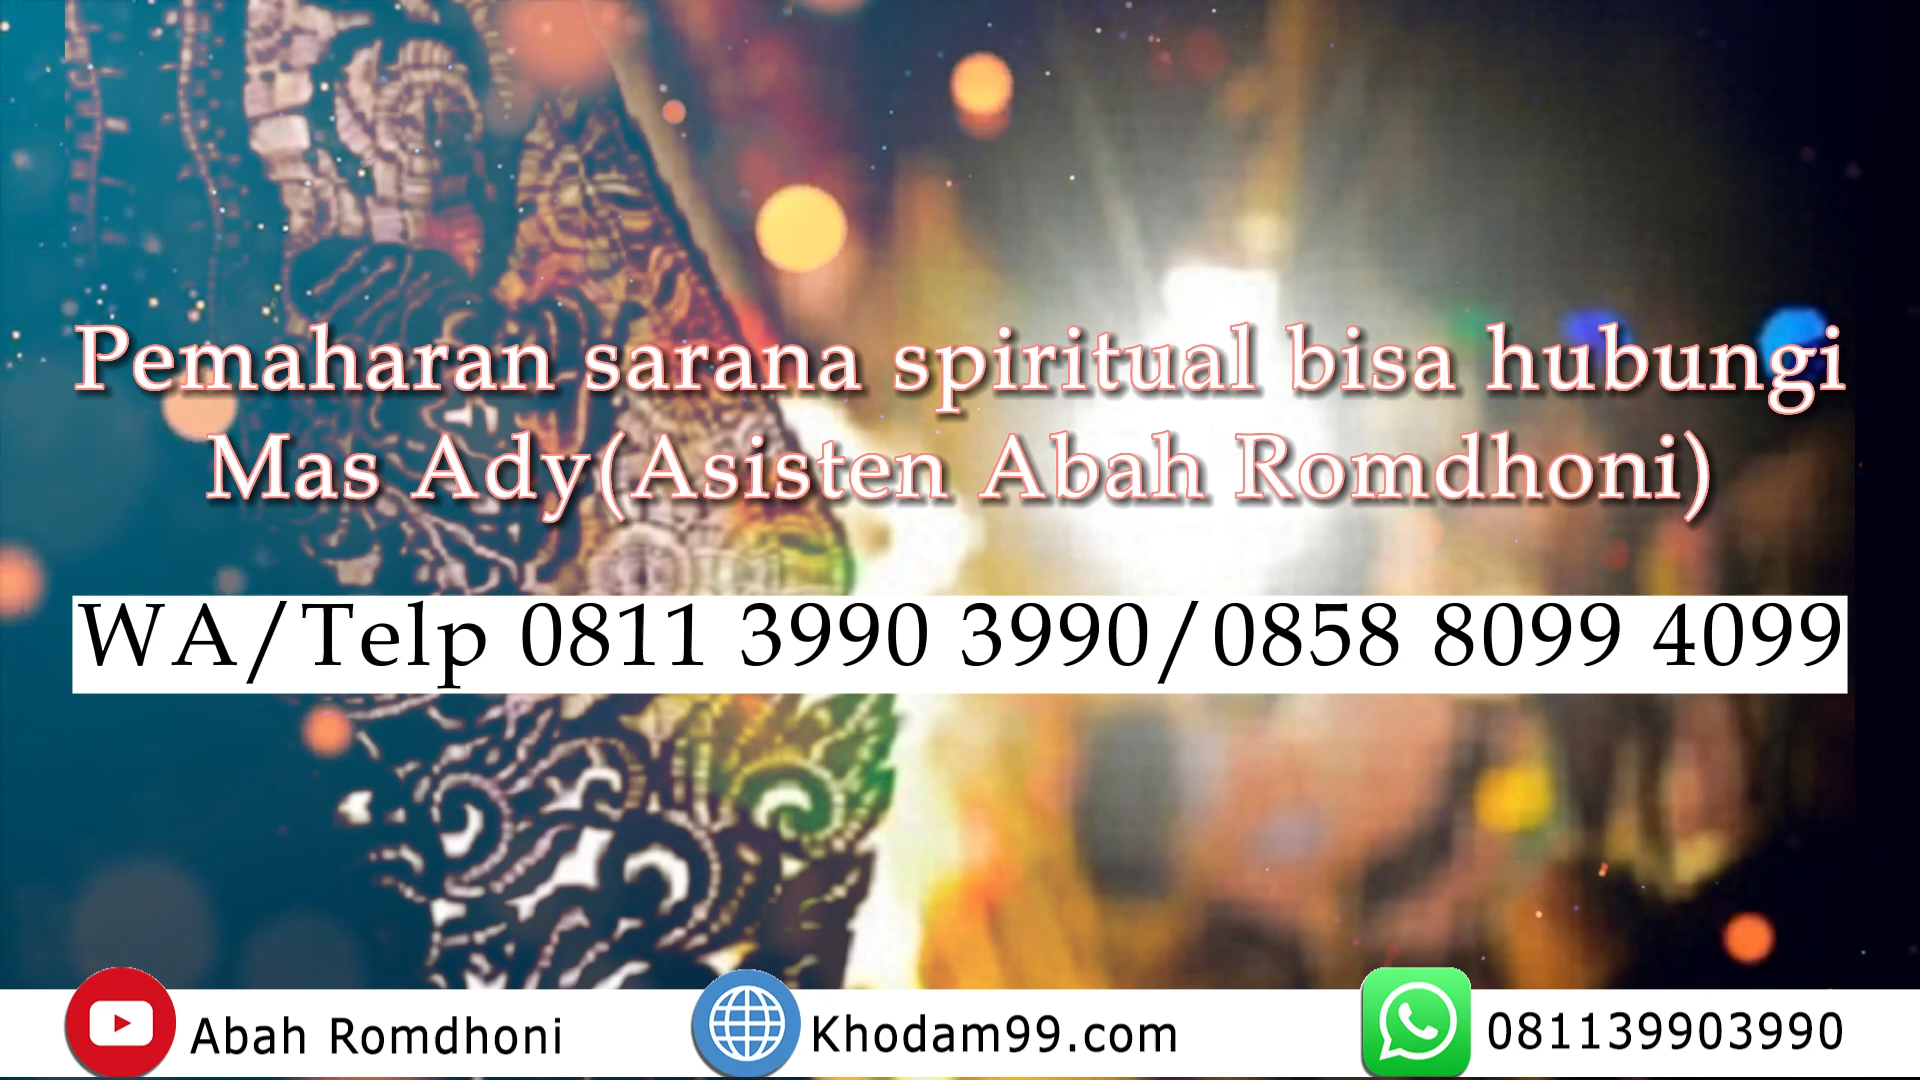 Pemaharan sarana spiritual bisa hubungi
Mas Ady(Asisten Abah Romdhoni)
WA/Telp 0811 3990 3990/0858 8099 4099
Abah Romdhoni
Khodam99.com
081139903990